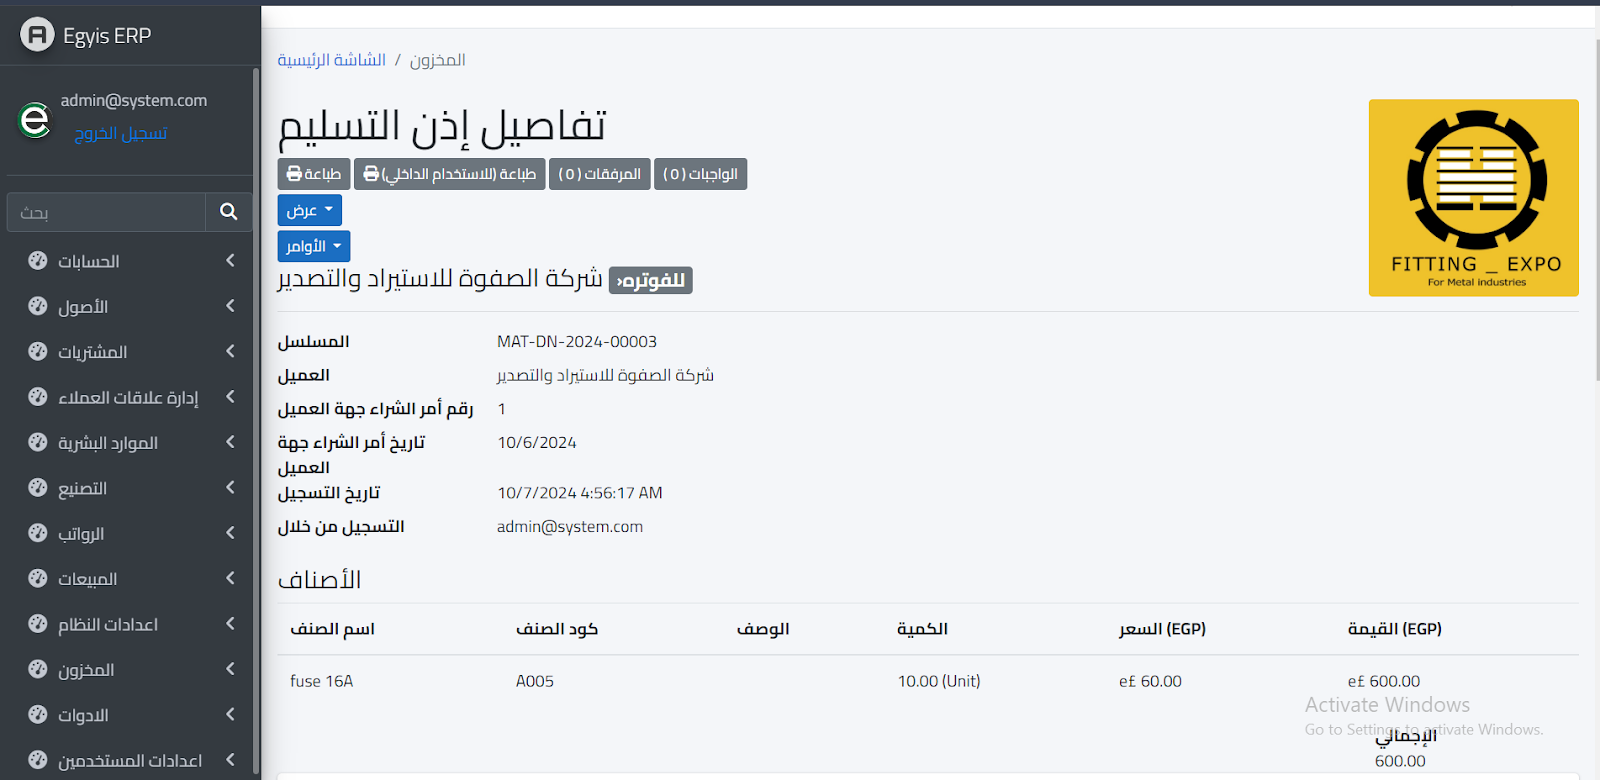 Egyis ERP
admin@system.com
تسجيل الخروج
بحث
الحسابات
الأصول
المشتريات
إدارة علاقات العملاء
الموارد البشرية
التصنيع
الرواتب
المبيعات
اعدادات النظام
المخزون
الادوات
اعدادات المستخدمين
الشاشة الرئيسية / المخزون
تفاصيل إذن التسليم
طباعة طباعة (للاستخدام الداخلي) المرفقات ( 0 ) الواجبات ( 0 )
عرض
الأوامر
شركة الصفوة للاستيراد والتصدير للفوتره›
FITTING _ EXPO
For Metal industries
المسلسل MAT-DN-2024-00003
العميل شركة الصفوة للاستيراد والتصدير
رقم أمر الشراء جهة العميل 1
تاريخ أمر الشراء جهة 10/6/2024
العميل
تاريخ التسجيل 10/7/2024 4:56:17 AM
التسجيل من خلال admin@system.com
الأصناف
اسم الصنف كود الصنف الوصف الكمية السعر (EGP) القيمة (EGP)
fuse 16A A005 10.00 (Unit) e£ 60.00 e£ 600.00
Activate Windows
Go to Settings to activate Windows.
الإجمالي
600.00